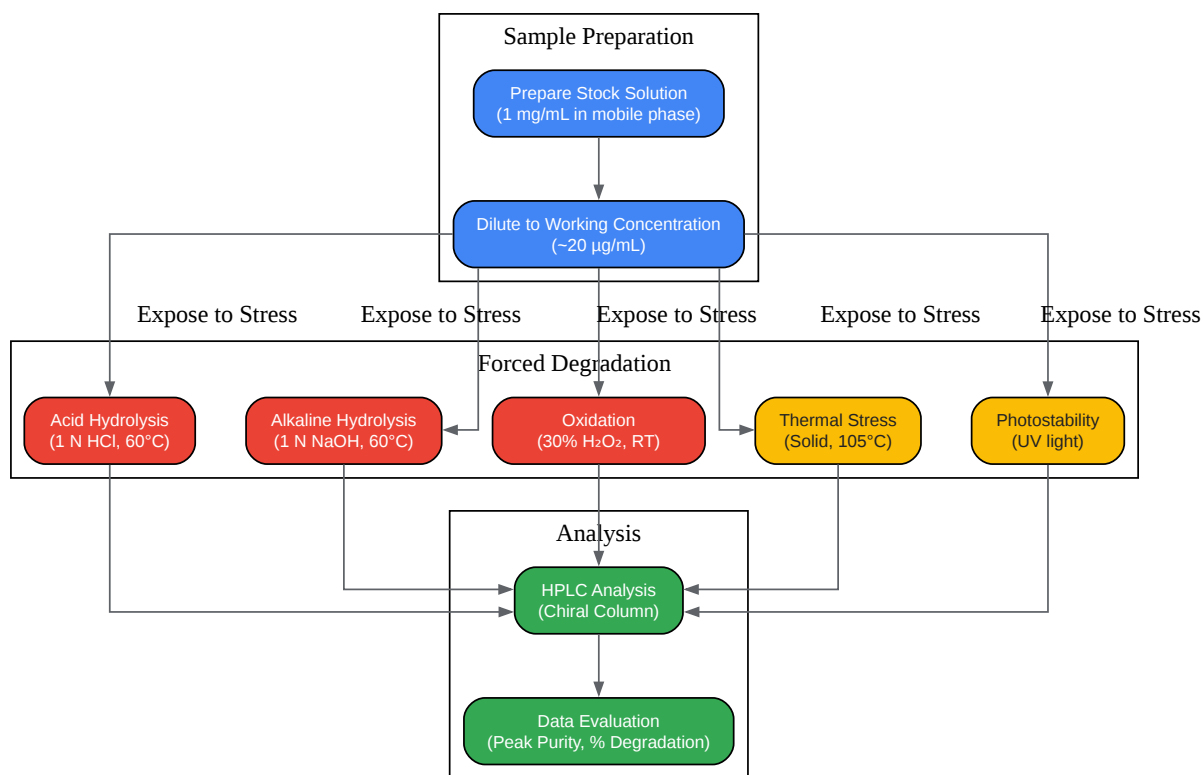 Sample Preparation
Prepare Stock Solution
(1 mg/mL in mobile phase)
Dilute to Working Concentration
(~20 µg/mL)
Expose to Stress
Expose to Stress
Expose to Stress
Expose to Stress
Expose to Stress
Forced Degradation
Acid Hydrolysis
(1 N HCl, 60°C)
Alkaline Hydrolysis
(1 N NaOH, 60°C)
Oxidation
(30% H₂O₂, RT)
Thermal Stress
(Solid, 105°C)
Photostability
(UV light)
Analysis
HPLC Analysis
(Chiral Column)
Data Evaluation
(Peak Purity, % Degradation)